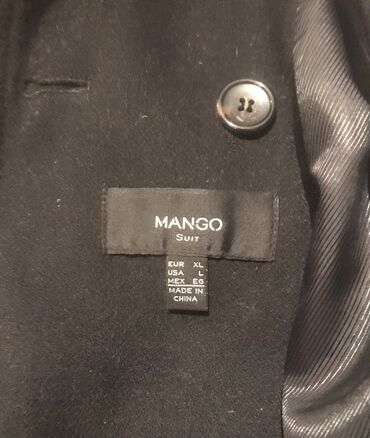 MANGO
SUIT
EUR XL
USA L
MEX EG
MADE IN
CHINA